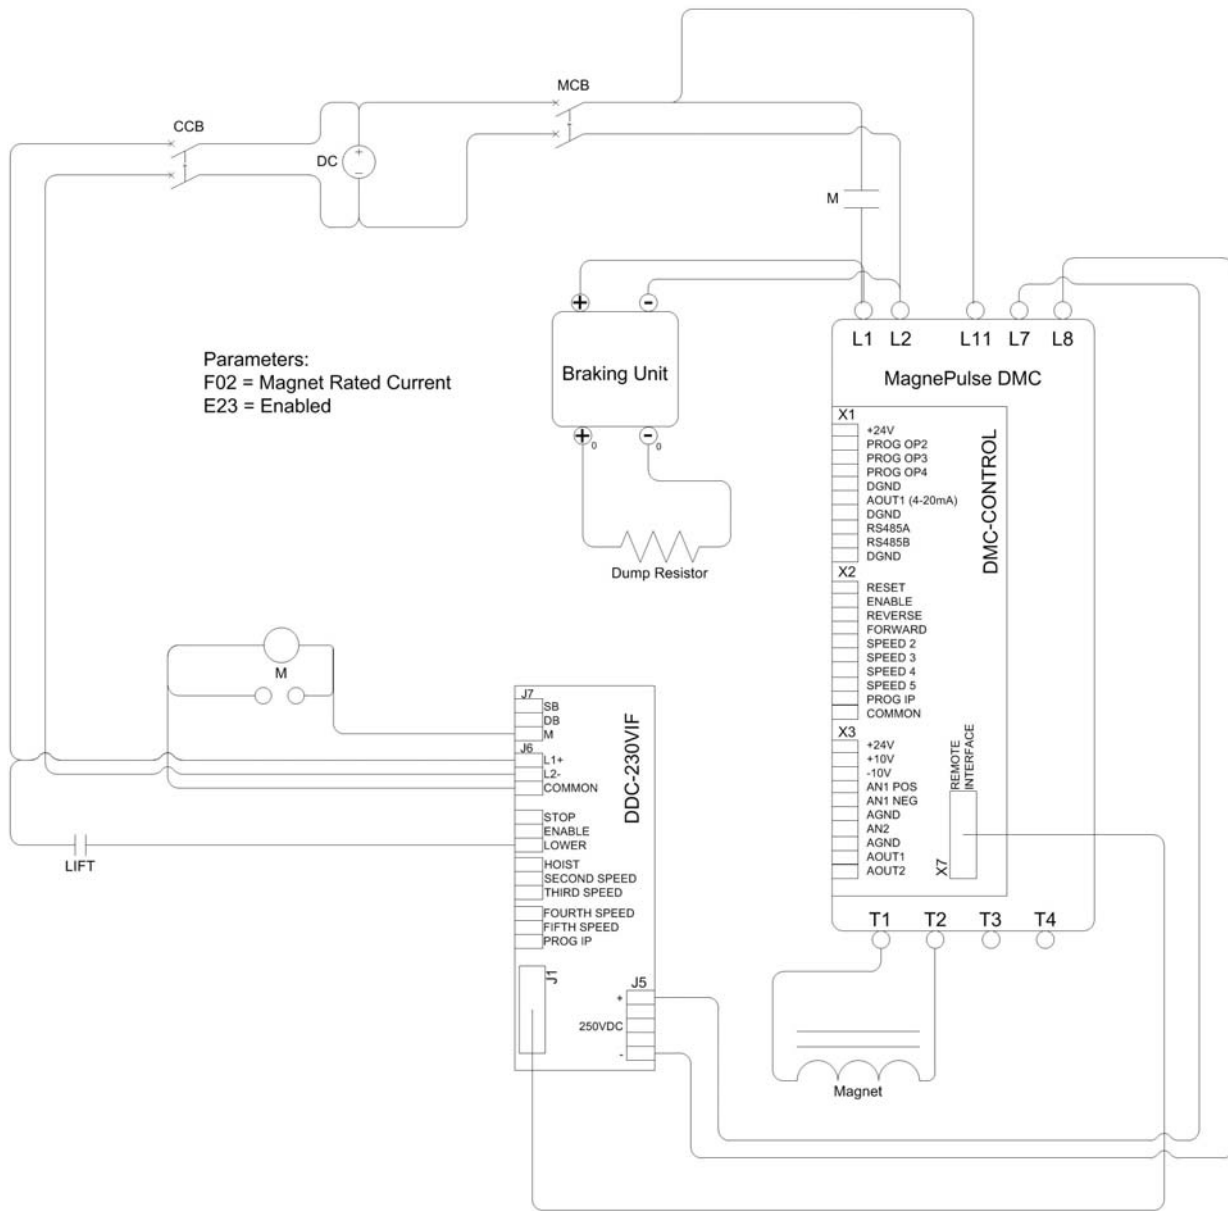 MCB
CCB
DC
+
−
M
+
-
L1 L2 L11 L7 L8
Braking Unit
MagnePulse DMC
Parameters:
F02 = Magnet Rated Current
E23 = Enabled
+ 0
- 0
Dump Resistor
X1
+24V
PROG OP2
PROG OP3
PROG OP4
DGND
AOUT1 (4-20mA)
DGND
RS485A
RS485B
DGND
DMC-CONTROL
X2
RESET
ENABLE
REVERSE
FORWARD
SPEED 2
SPEED 3
SPEED 4
SPEED 5
PROG IP
COMMON
X3
+24V
+10V
-10V
AN1 POS
AN1 NEG
AGND
AN2
AGND
AOUT1
AOUT2
REMOTE
INTERFACE
X7
T1 T2 T3 T4
M
J7
SB
DB
M
J6
L1+
L2-
COMMON
STOP
ENABLE
LOWER
HOIST
SECOND SPEED
THIRD SPEED
FOURTH SPEED
FIFTH SPEED
PROG IP
DDC-230VIF
LIFT
J1
J5
+
250VDC
-
Magnet